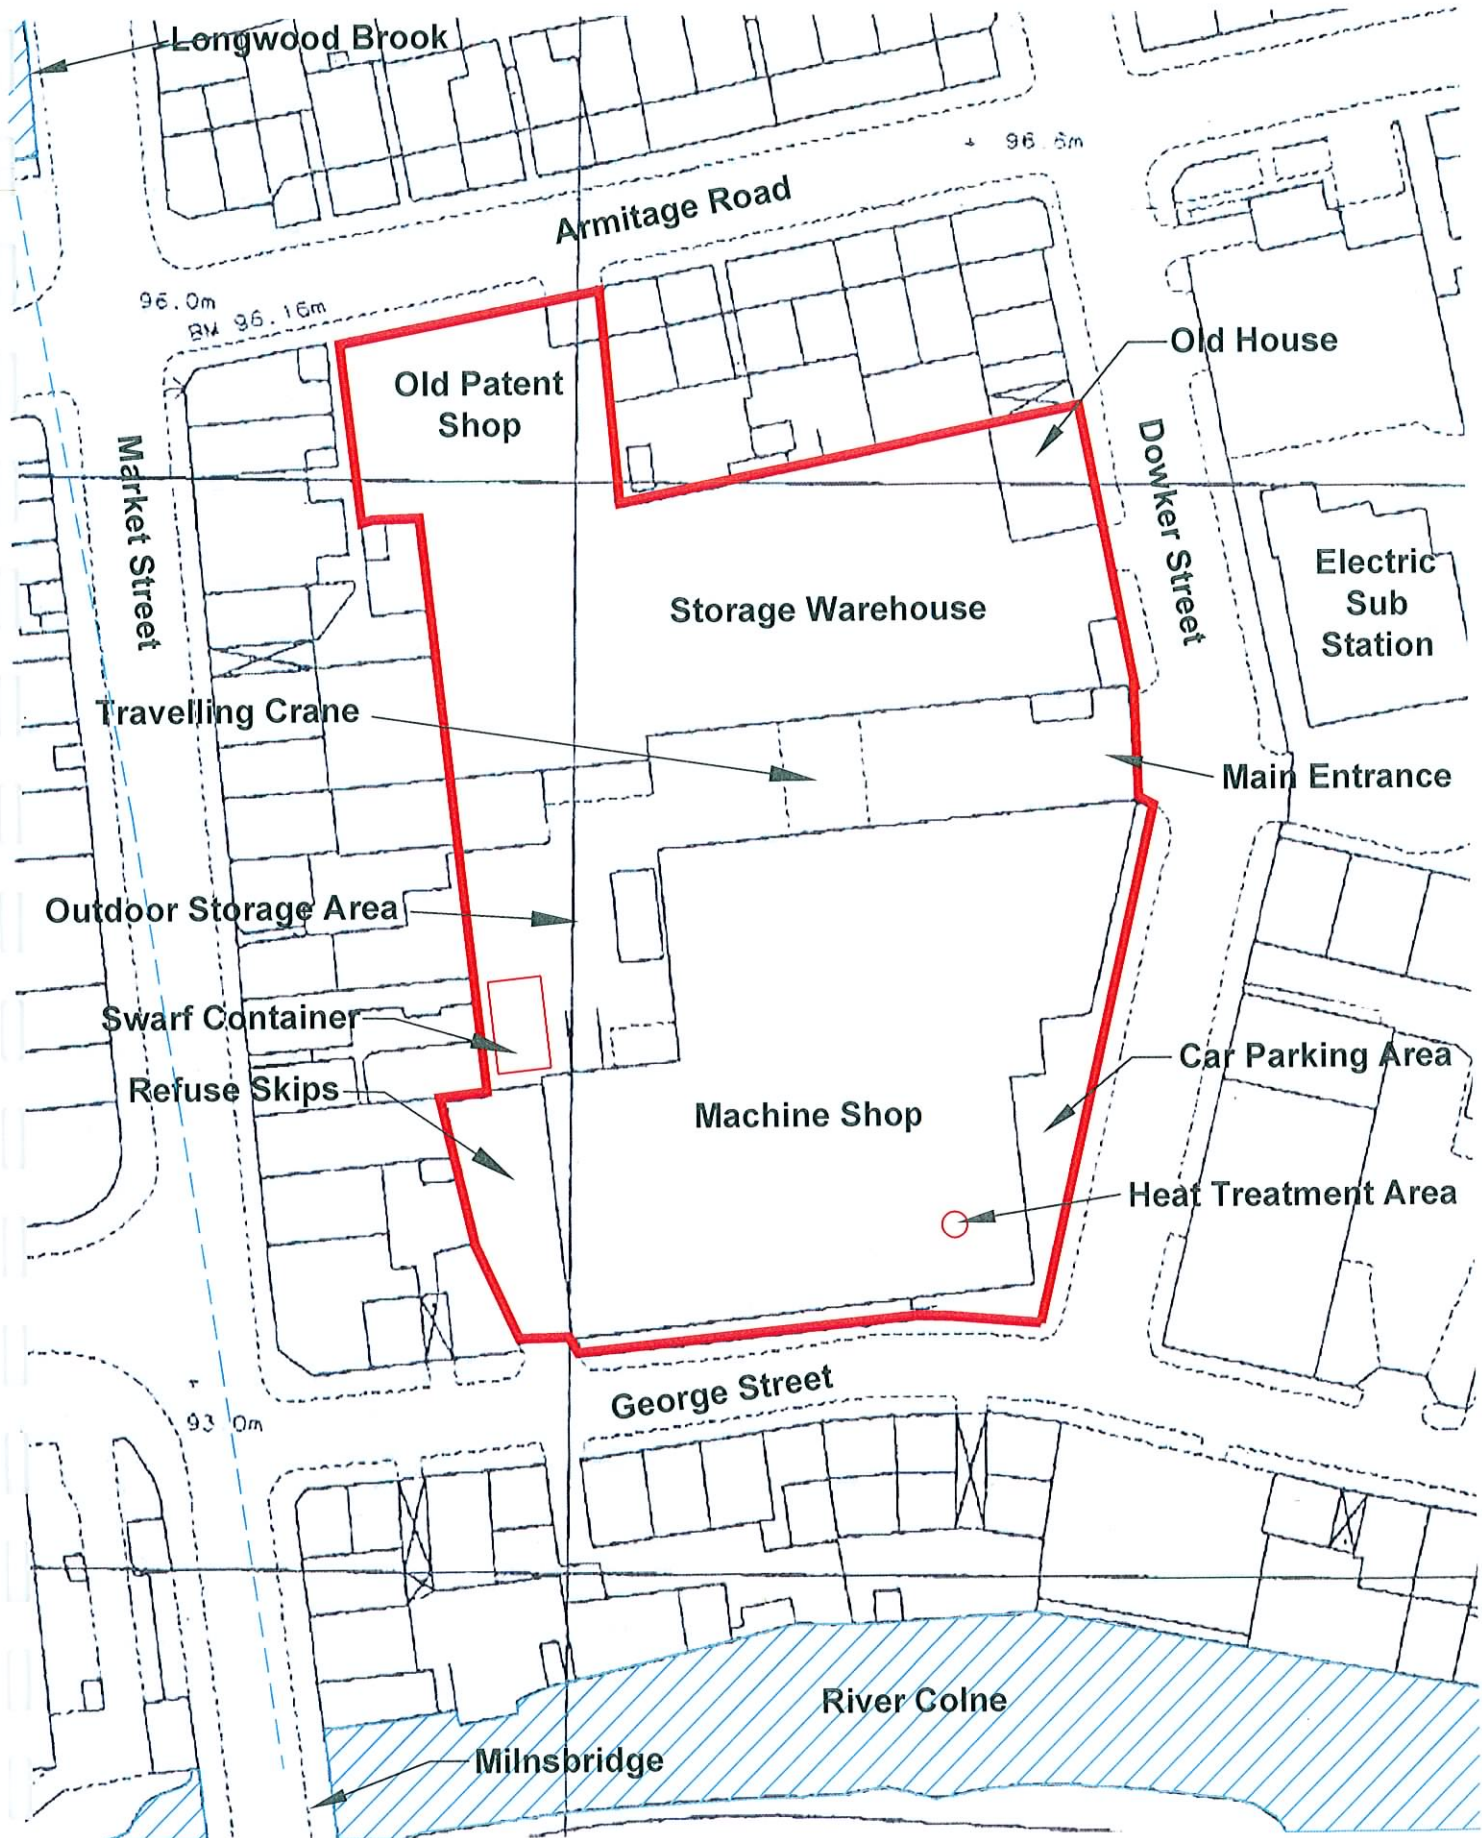 Longwood Brook
96.6m
Armitage Road
96.0m
BM 96.16m
Old House
Old Patent
Shop
Market Street
Dowker Street
Electric
Sub
Station
Storage Warehouse
Travelling Crane
Main Entrance
Outdoor Storage Area
Swarf Container
Car Parking Area
Refuse Skips
Machine Shop
Heat Treatment Area
George Street
93.0m
River Colne
Milnsbridge